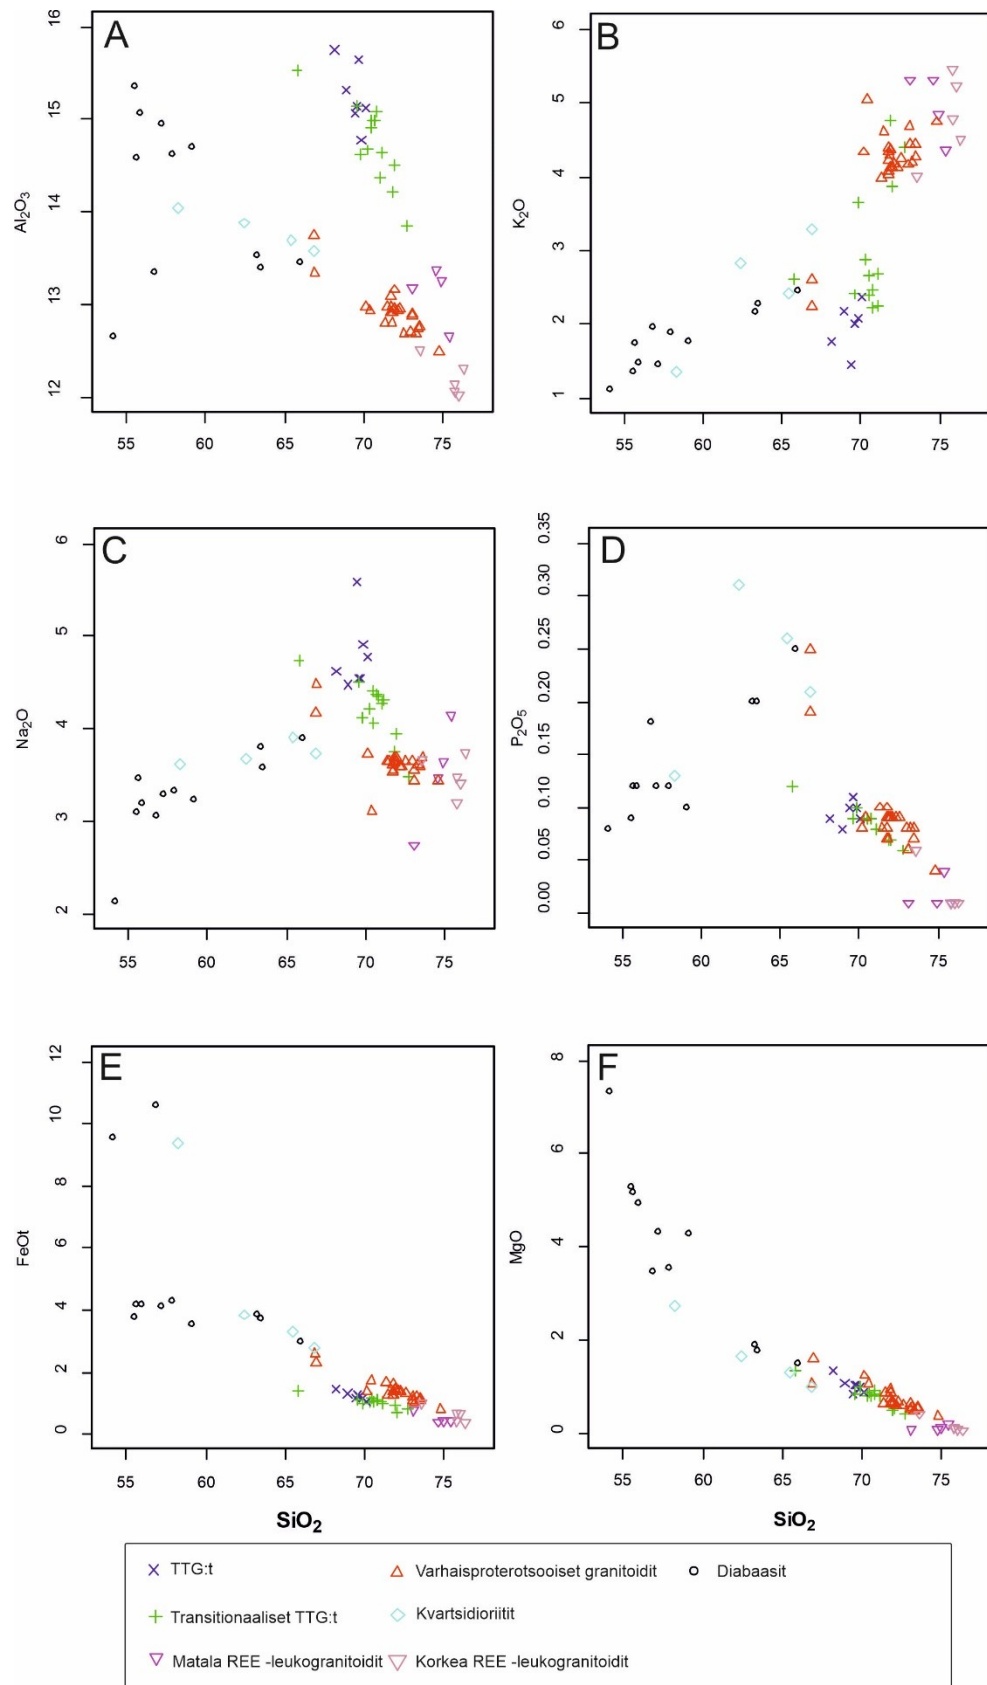 A
Al₂O₃
12 13 14 15 16
55 60 65 70 75
B
K₂O
1 2 3 4 5 6
55 60 65 70 75
C
Na₂O
2 3 4 5 6
55 60 65 70 75
D
P₂O₅
0.00 0.05 0.10 0.15 0.20 0.25 0.30 0.35
55 60 65 70 75
E
FeOt
0 2 4 6 8 10 12
55 60 65 70 75
SiO₂
F
MgO
0 2 4 6 8
55 60 65 70 75
SiO₂
TTG:t Varhaisproterotsooiset granitoidit Diabaasit
Transitionaaliset TTG:t Kvartsidioriitit
Matala REE -leukogranitoidit Korkea REE -leukogranitoidit